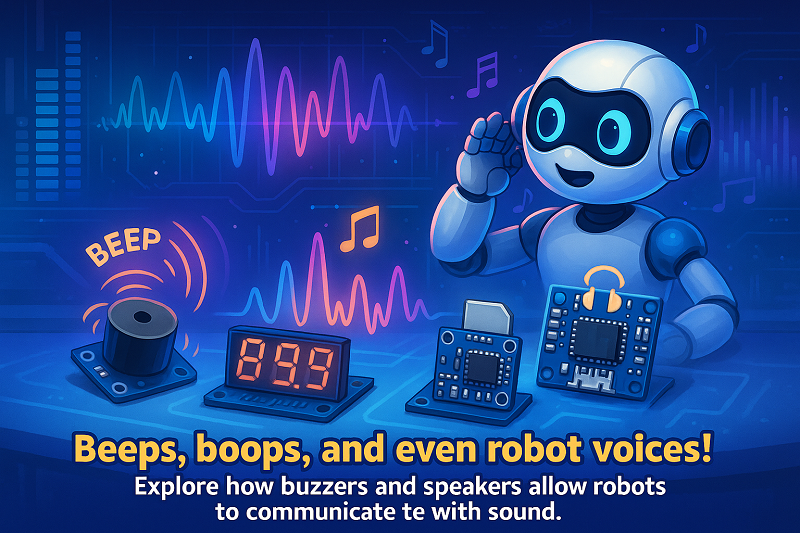 BEEP
89.9
Beeps, boops, and even robot voices!
Explore how buzzers and speakers allow robots
to communicate te with sound.